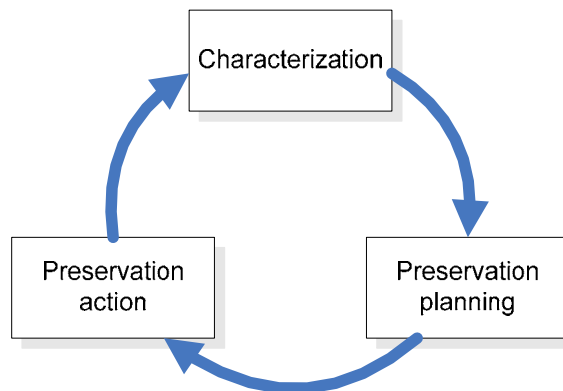 Characterization
Preservation
action
Preservation
planning